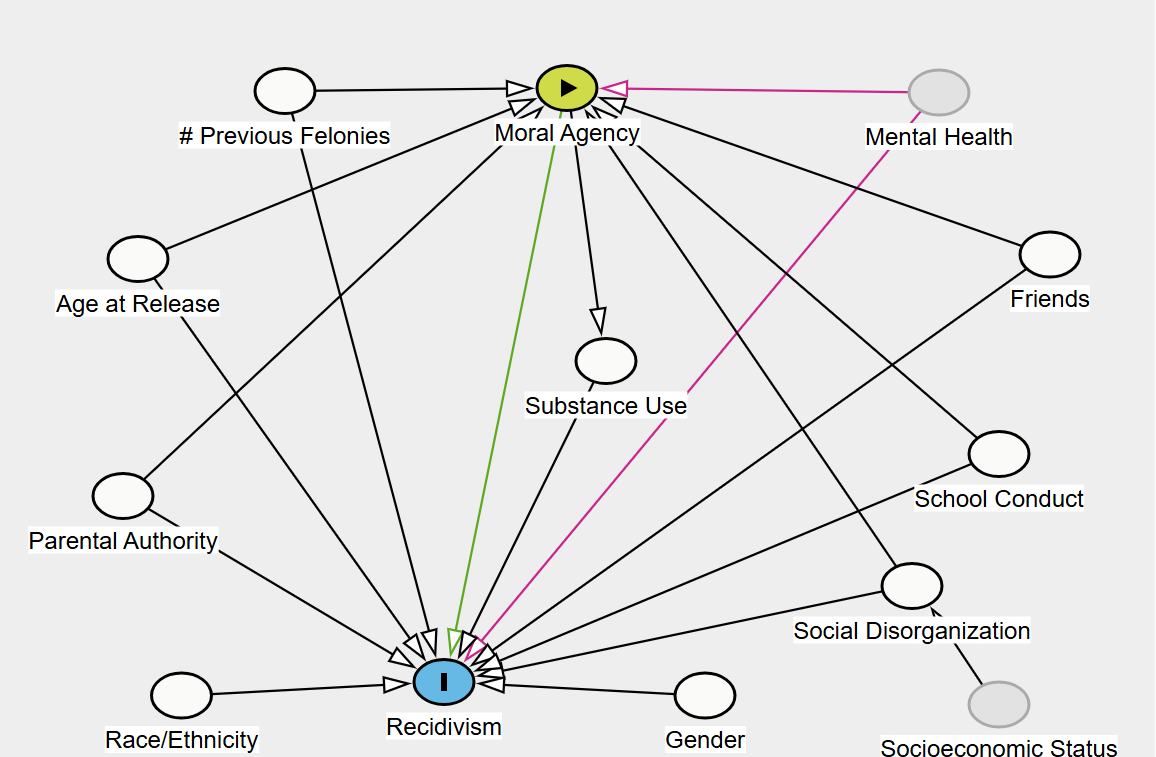 # Previous Felonies
Moral Agency
Mental Health
Age at Release
Friends
Substance Use
School Conduct
Parental Authority
Social Disorganization
Recidivism
Race/Ethnicity
Gender
Socioeconomic Status